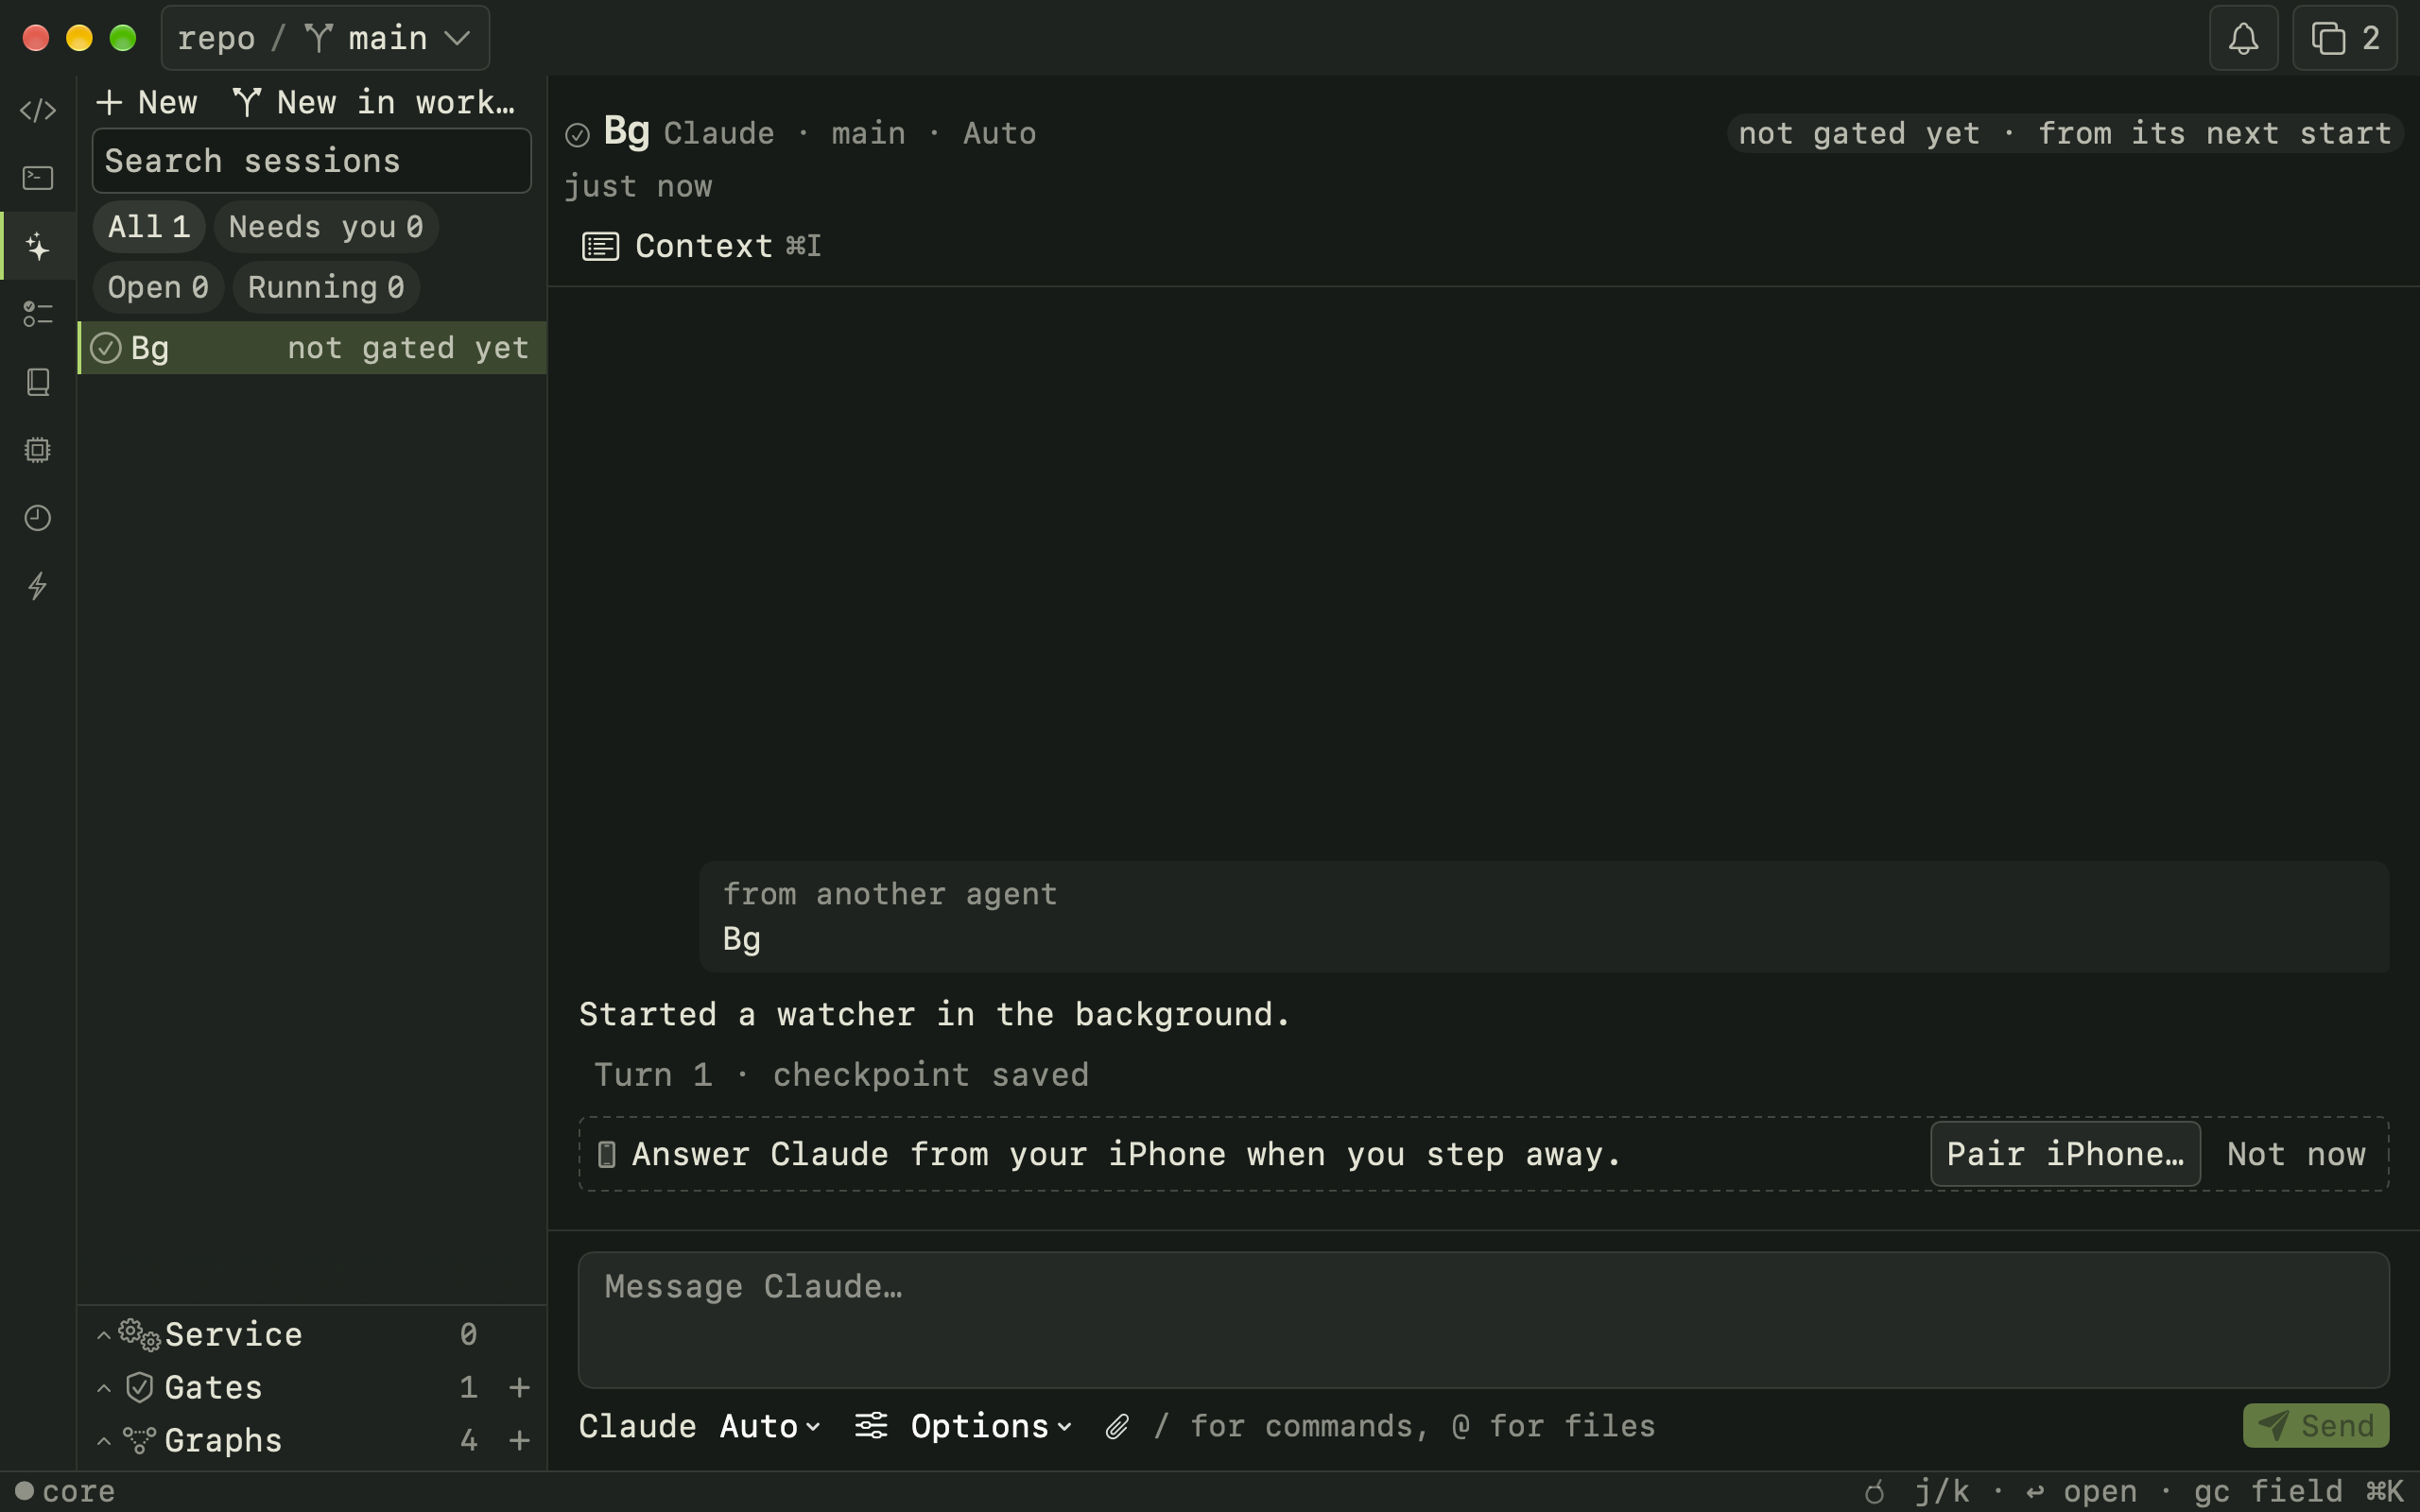 repo / main
2
+ New New in work…
Search sessions
All 1 Needs you 0
Open 0 Running 0
Bg not gated yet
Bg Claude · main · Auto
not gated yet · from its next start
just now
Context ⌘I
from another agent
Bg
Started a watcher in the background.
Turn 1 · checkpoint saved
Answer Claude from your iPhone when you step away. Pair iPhone… Not now
Message Claude…
Claude Auto Options / for commands, @ for files Send
Service 0
Gates 1 +
Graphs 4 +
core
j/k · ↩ open · gc field ⌘K